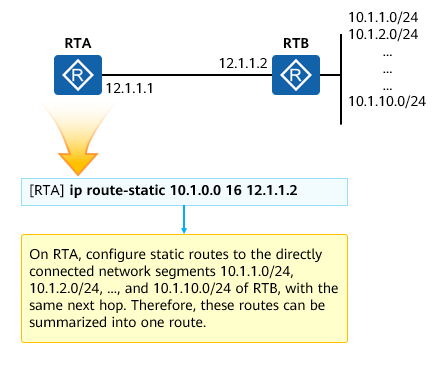 10.1.1.0/24
10.1.2.0/24
...
...
...
10.1.10.0/24
RTA
RTB
R
R
12.1.1.1
12.1.1.2
[RTA] ip route-static 10.1.0.0 16 12.1.1.2
On RTA, configure static routes to the directly
connected network segments 10.1.1.0/24,
10.1.2.0/24, ..., and 10.1.10.0/24 of RTB, with the
same next hop. Therefore, these routes can be
summarized into one route.